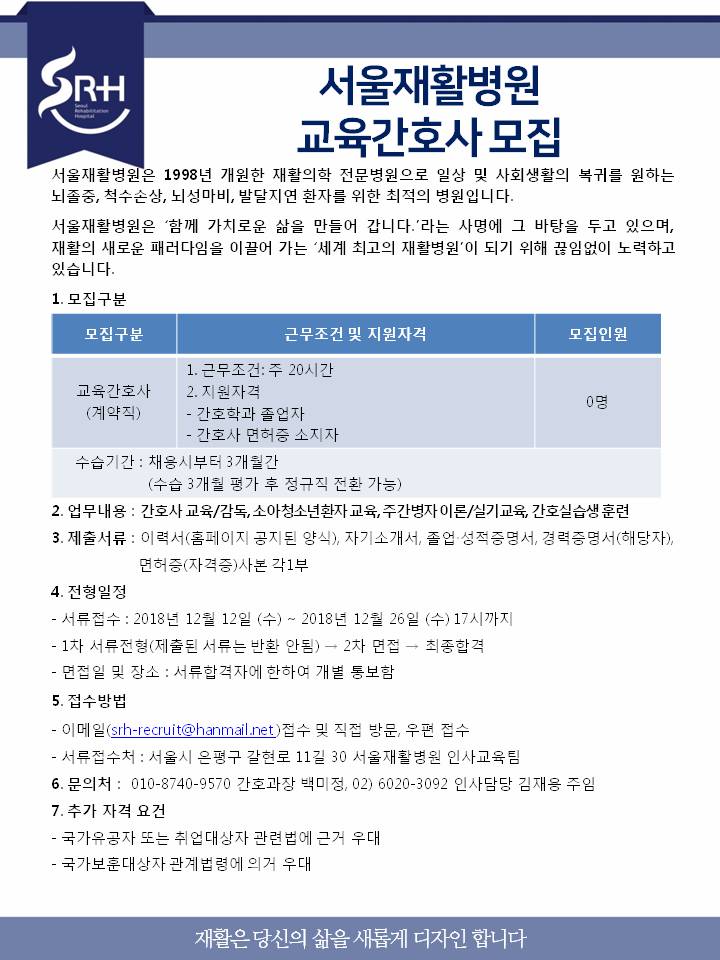 SRH
Seoul
Rehabilitation
Hospital
서울재활병원
교육간호사 모집
서울재활병원은 1998년 개원한 재활의학 전문병원으로 일상 및 사회생활의 복귀를 원하는
뇌졸중, 척수손상, 뇌성마비, 발달지연 환자를 위한 최적의 병원입니다.
서울재활병원은 ‘함께 가치로운 삶을 만들어 갑니다.’라는 사명에 그 바탕을 두고 있으며,
재활의 새로운 패러다임을 이끌어 가는 ‘세계 최고의 재활병원’이 되기 위해 끊임없이 노력하고
있습니다.
1. 모집구분
모집구분 근무조건 및 지원자격 모집인원
교육간호사
(계약직)
1. 근무조건: 주 20시간
2. 지원자격
- 간호학과 졸업자
- 간호사 면허증 소지자
0명
수습기간 : 채용시부터 3개월간
(수습 3개월 평가 후 정규직 전환 가능)
2. 업무내용 : 간호사 교육/감독, 소아청소년환자 교육, 주간병자 이론/실기교육, 간호실습생 훈련
3. 제출서류 : 이력서(홈페이지 공지된 양식), 자기소개서, 졸업·성적증명서, 경력증명서(해당자),
면허증(자격증)사본 각1부
4. 전형일정
- 서류접수 : 2018년 12월 12일 (수) ~ 2018년 12월 26일 (수) 17시까지
- 1차 서류전형(제출된 서류는 반환 안됨) → 2차 면접 → 최종합격
- 면접일 및 장소 : 서류합격자에 한하여 개별 통보함
5. 접수방법
- 이메일(srh-recruit@hanmail.net )접수 및 직접 방문, 우편 접수
- 서류접수처 : 서울시 은평구 갈현로 11길 30 서울재활병원 인사교육팀
6. 문의처 : 010-8740-9570 간호과장 백미정, 02) 6020-3092 인사담당 김재용 주임
7. 추가 자격 요건
- 국가유공자 또는 취업대상자 관련법에 근거 우대
- 국가보훈대상자 관계법령에 의거 우대
재활은 당신의 삶을 새롭게 디자인 합니다